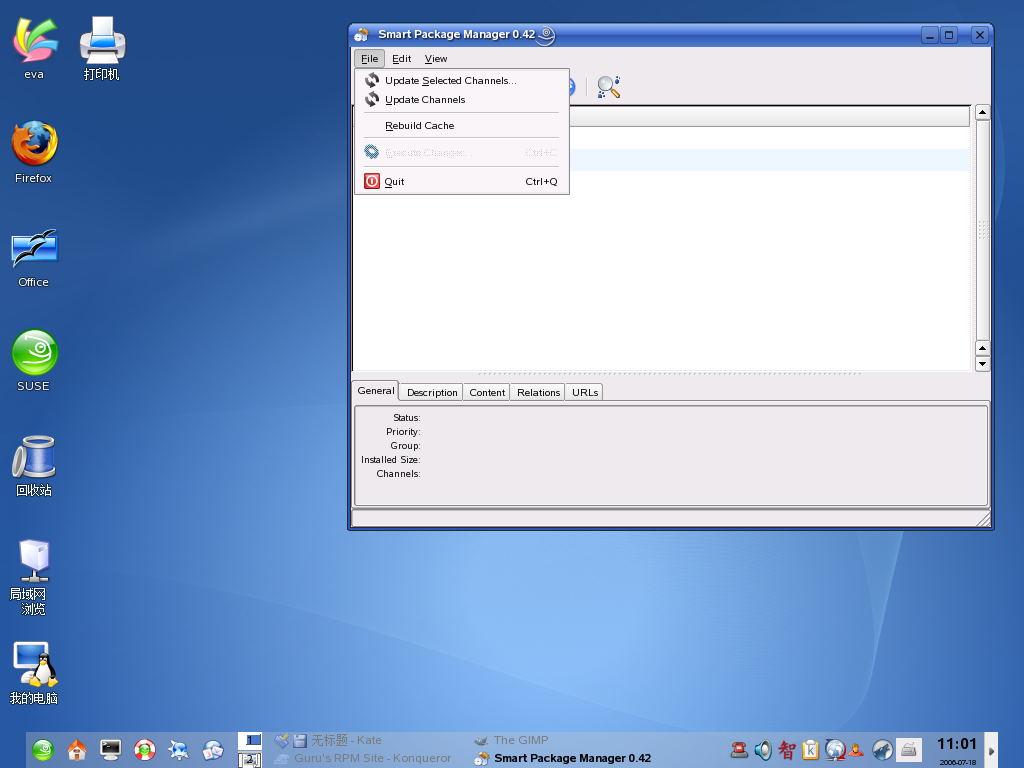 eva
打印机
Firefox
Office
SUSE
回收站
局域网
浏览
我的电脑
Smart Package Manager 0.42
File Edit View
Update Selected Channels...
Update Channels
Rebuild Cache
Execute Changes... Ctrl+C
Quit Ctrl+Q
General Description Content Relations URLs
Status:
Priority:
Group:
Installed Size:
Channels:
1
2
无标题 - Kate
Guru's RPM Site - Konqueror
The GIMP
Smart Package Manager 0.42
智
K
11:01
2006-07-18